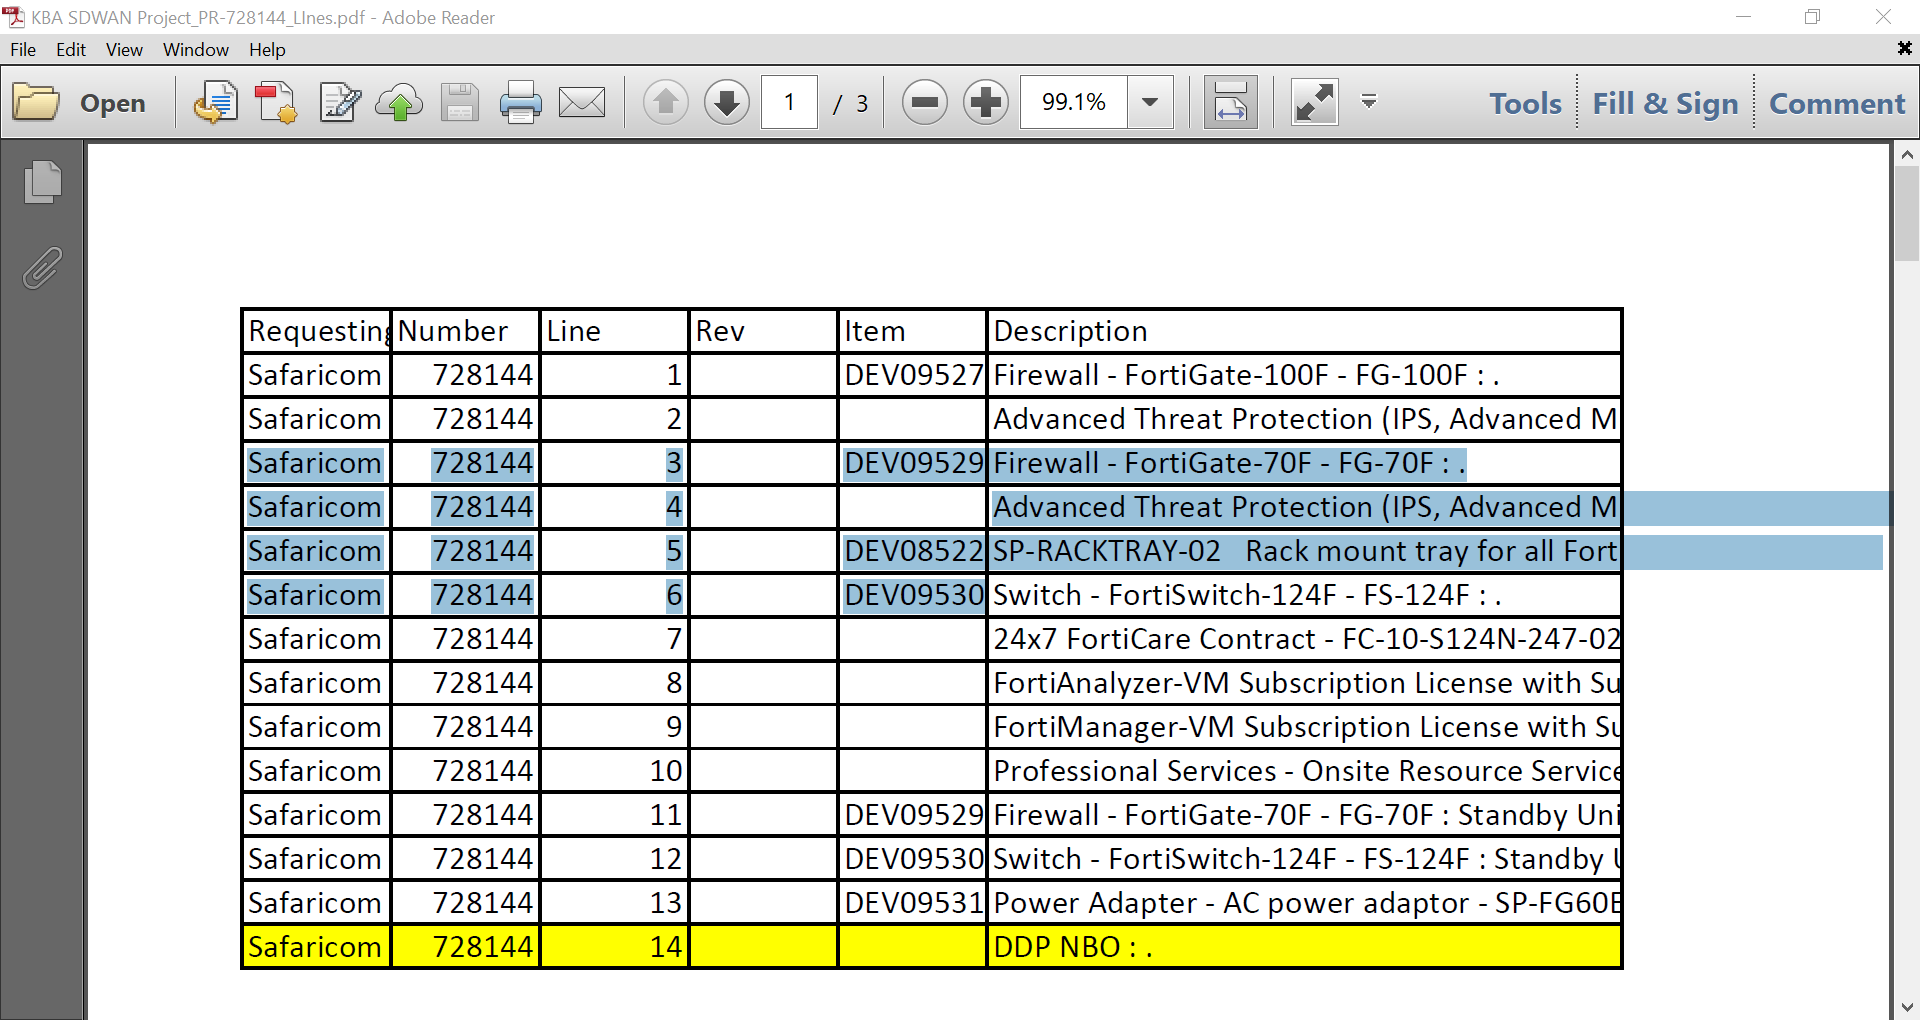 KBA SDWAN Project_PR-728144_LInes.pdf - Adobe Reader
File Edit View Window Help
Open 1 / 3 99.1% Tools Fill & Sign Comment
Requesting Number Line Rev Item Description
Safaricom 728144 1 DEV09527 Firewall - FortiGate-100F - FG-100F : .
Safaricom 728144 2 Advanced Threat Protection (IPS, Advanced M
Safaricom 728144 3 DEV09529 Firewall - FortiGate-70F - FG-70F : .
Safaricom 728144 4 Advanced Threat Protection (IPS, Advanced M
Safaricom 728144 5 DEV08522 SP-RACKTRAY-02 Rack mount tray for all Fort
Safaricom 728144 6 DEV09530 Switch - FortiSwitch-124F - FS-124F : .
Safaricom 728144 7 24x7 FortiCare Contract - FC-10-S124N-247-02
Safaricom 728144 8 FortiAnalyzer-VM Subscription License with Su
Safaricom 728144 9 FortiManager-VM Subscription License with Su
Safaricom 728144 10 Professional Services - Onsite Resource Service
Safaricom 728144 11 DEV09529 Firewall - FortiGate-70F - FG-70F : Standby Uni
Safaricom 728144 12 DEV09530 Switch - FortiSwitch-124F - FS-124F : Standby U
Safaricom 728144 13 DEV09531 Power Adapter - AC power adaptor - SP-FG60E
Safaricom 728144 14 DDP NBO : .